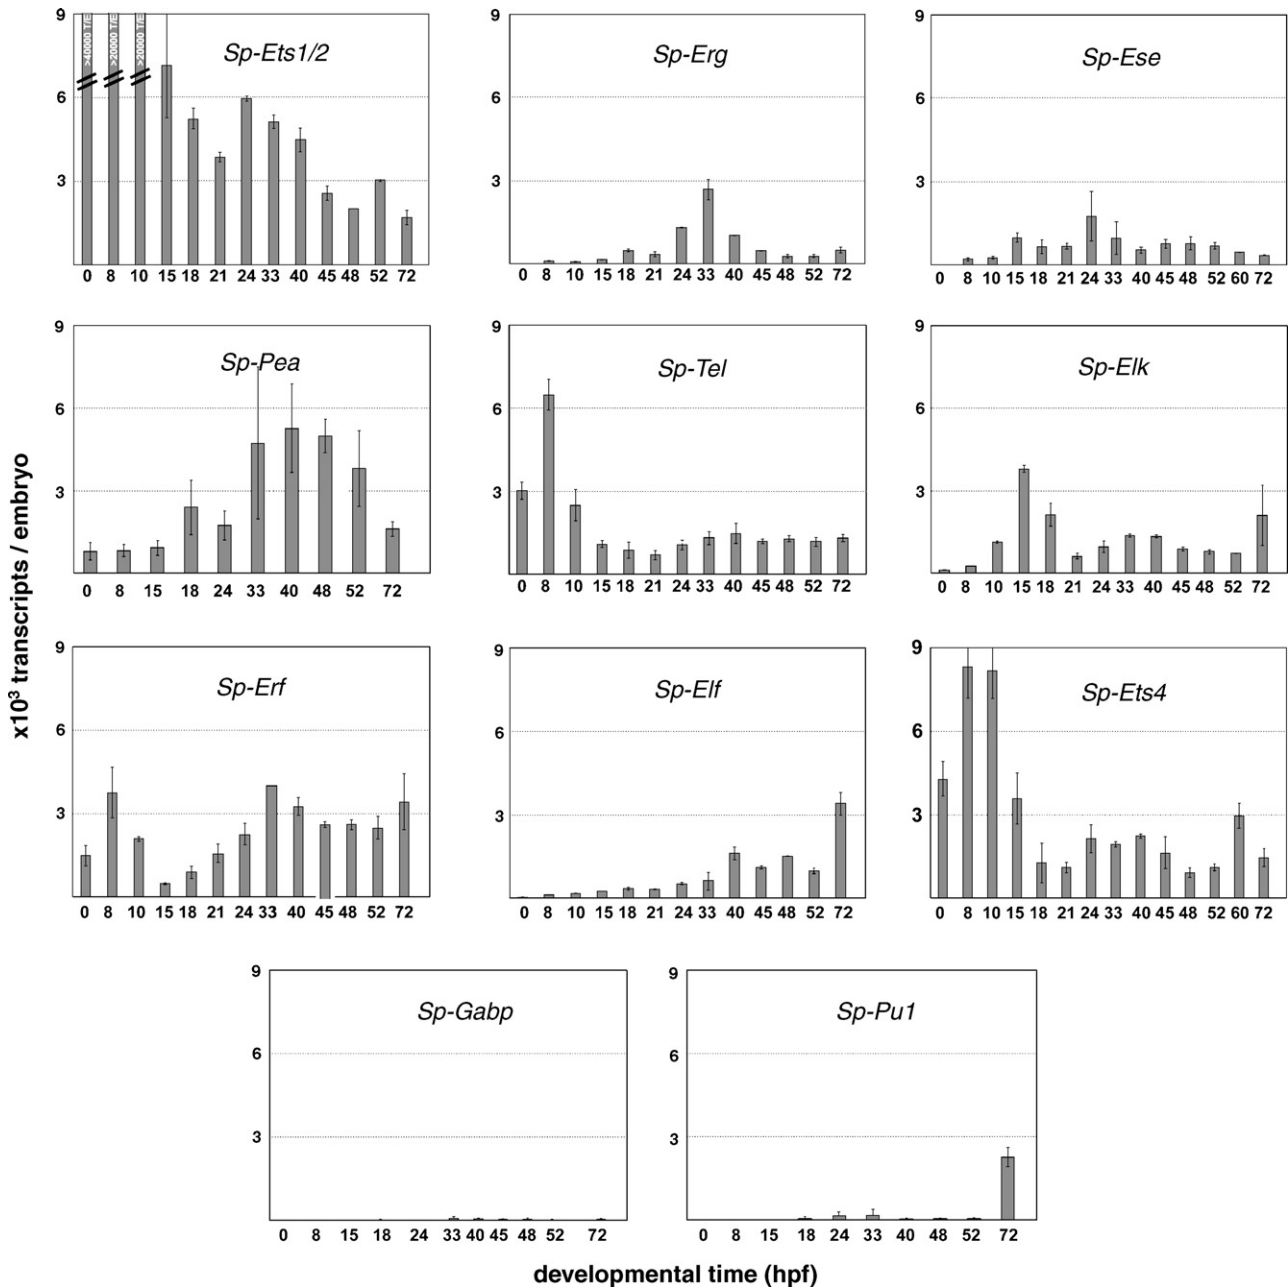 9
>40000 T/E
>20000 T/E
>20000 T/E
Sp-Ets1/2
6
3
0 8 10 15 18 21 24 33 40 45 48 52 72
9
Sp-Erg
6
3
0 8 10 15 18 21 24 33 40 45 48 52 72
9
Sp-Ese
6
3
0 8 10 15 18 21 24 33 40 45 48 52 60 72
9
Sp-Pea
6
3
0 8 15 18 24 33 40 48 52 72
9
Sp-Tel
6
3
0 8 10 15 18 21 24 33 40 45 48 52 72
9
Sp-Elk
6
3
0 8 10 15 18 21 24 33 40 45 48 52 72
x10³ transcripts / embryo
9
Sp-Erf
6
3
0 8 10 15 18 21 24 33 40 45 48 52 72
9
Sp-Elf
6
3
0 8 10 15 18 21 24 33 40 45 48 52 72
9
Sp-Ets4
6
3
0 8 10 15 18 21 24 33 40 45 48 52 60 72
9
Sp-Gabp
6
3
0 8 15 18 24 33 40 45 48 52 72
9
Sp-Pu1
6
3
0 8 15 18 24 33 40 48 52 72
developmental time (hpf)